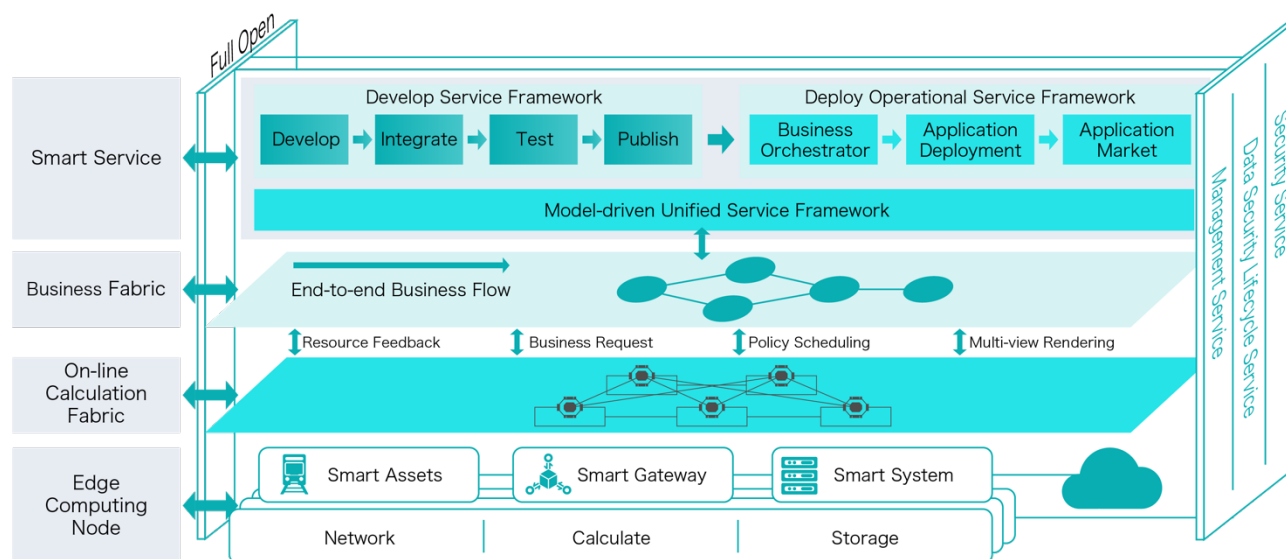 Full Open
Smart Service
Develop Service Framework
Develop
Integrate
Test
Publish
Deploy Operational Service Framework
Business
Orchestrator
Application
Deployment
Application
Market
Model-driven Unified Service Framework
Business Fabric
End-to-end Business Flow
Resource Feedback
Business Request
Policy Scheduling
Multi-view Rendering
On-line
Calculation
Fabric
Edge
Computing
Node
Smart Assets
Smart Gateway
Smart System
Network
Calculate
Storage
Management Service
Data Security Lifecycle Service
Security Service